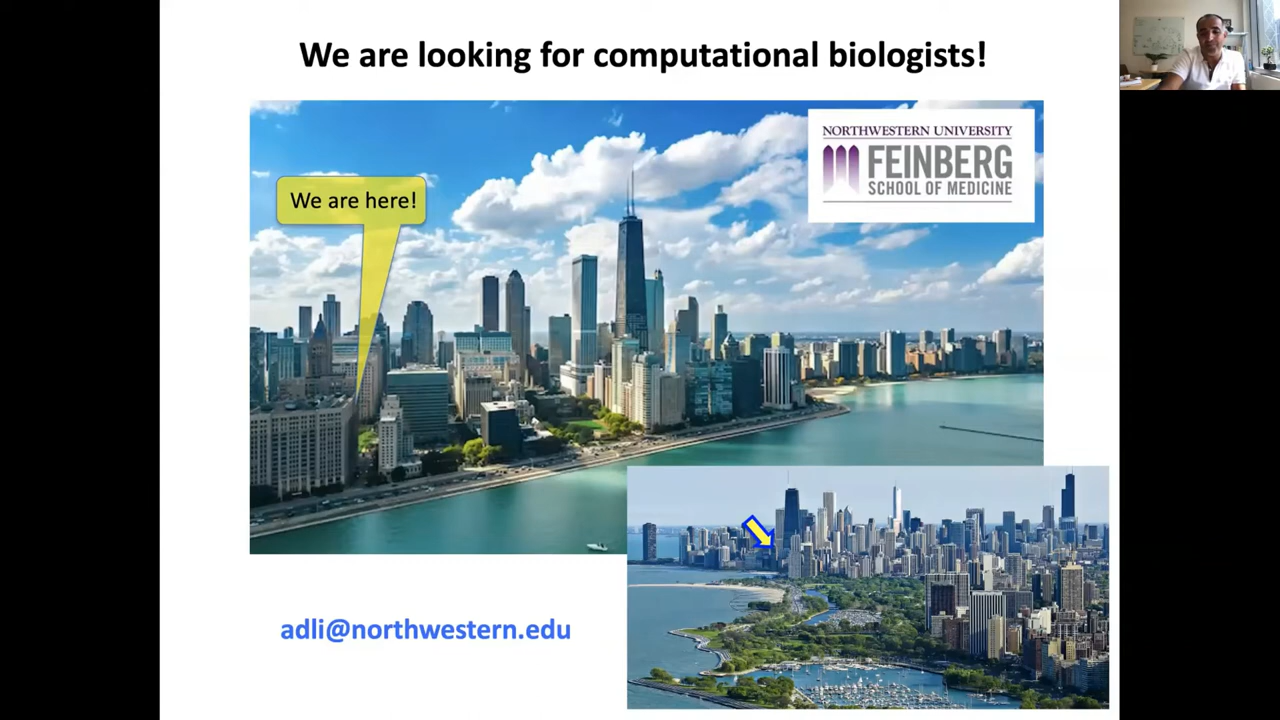 We are looking for computational biologists!
NORTHWESTERN UNIVERSITY
FEINBERG
SCHOOL OF MEDICINE
We are here!
adli@northwestern.edu